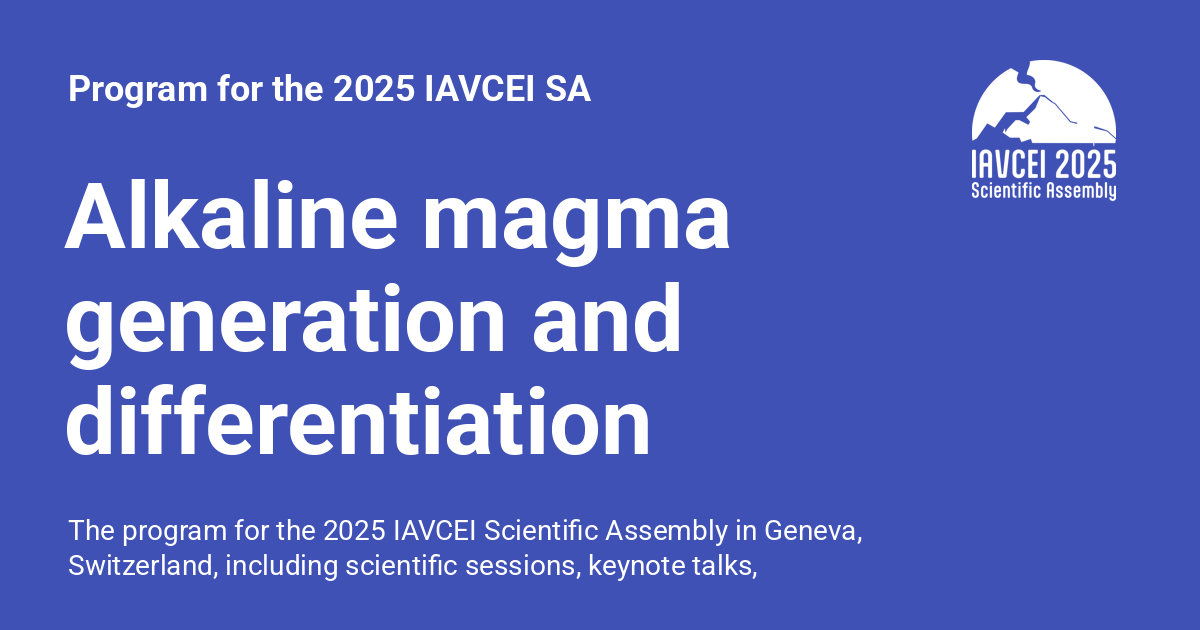 Program for the 2025 IAVCEI SA
IAVCEI 2025
Scientific Assembly
Alkaline magma
generation and
differentiation
The program for the 2025 IAVCEI Scientific Assembly in Geneva,
Switzerland, including scientific sessions, keynote talks,